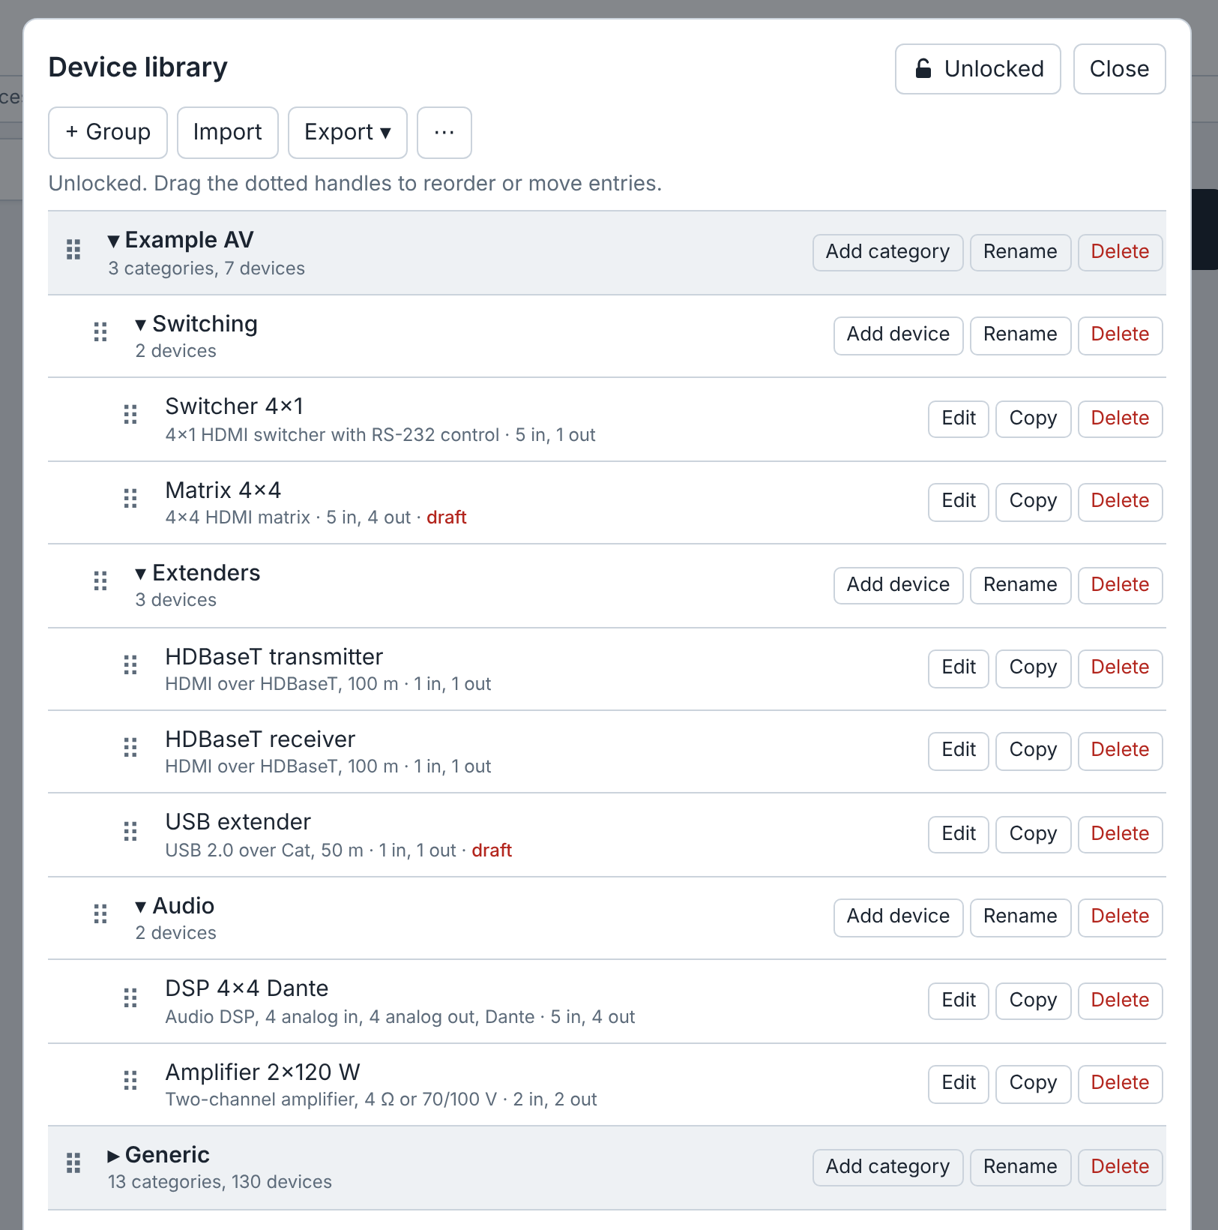 Device library
Unlocked
Close
+ Group
Import
Export ▾
⋯
Unlocked. Drag the dotted handles to reorder or move entries.
▾ Example AV
3 categories, 7 devices
Add category
Rename
Delete
▾ Switching
2 devices
Add device
Rename
Delete
Switcher 4×1
4×1 HDMI switcher with RS-232 control · 5 in, 1 out
Edit
Copy
Delete
Matrix 4×4
4×4 HDMI matrix · 5 in, 4 out · draft
Edit
Copy
Delete
▾ Extenders
3 devices
Add device
Rename
Delete
HDBaseT transmitter
HDMI over HDBaseT, 100 m · 1 in, 1 out
Edit
Copy
Delete
HDBaseT receiver
HDMI over HDBaseT, 100 m · 1 in, 1 out
Edit
Copy
Delete
USB extender
USB 2.0 over Cat, 50 m · 1 in, 1 out · draft
Edit
Copy
Delete
▾ Audio
2 devices
Add device
Rename
Delete
DSP 4×4 Dante
Audio DSP, 4 analog in, 4 analog out, Dante · 5 in, 4 out
Edit
Copy
Delete
Amplifier 2×120 W
Two-channel amplifier, 4 Ω or 70/100 V · 2 in, 2 out
Edit
Copy
Delete
▸ Generic
13 categories, 130 devices
Add category
Rename
Delete